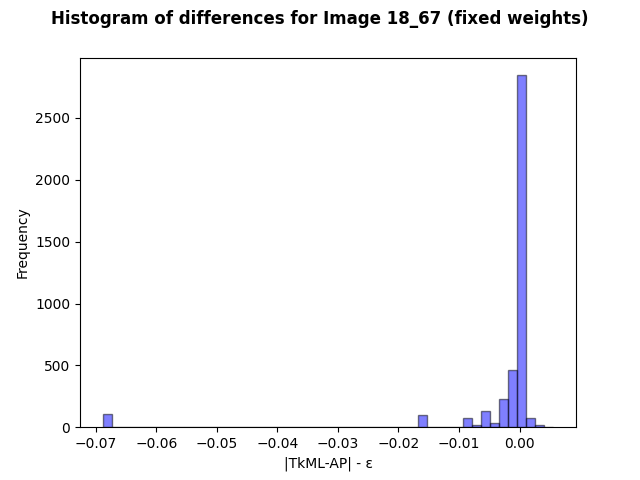 Histogram of differences for Image 18_67 (fixed weights)
2500
2000
1500
1000
500
0
Frequency
−0.07 −0.06 −0.05 −0.04 −0.03 −0.02 −0.01 0.00
|TkML-AP| - ε